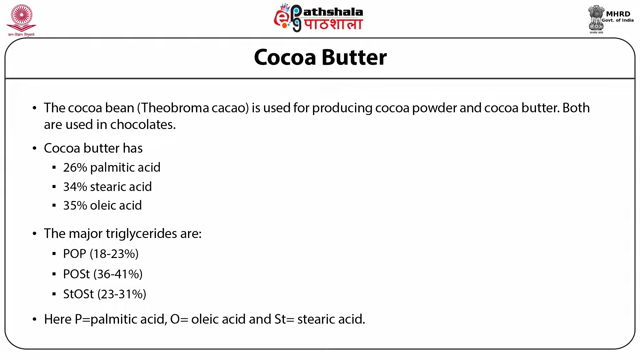 ePathshala
पाठशाला
MHRD
Govt. of India
Cocoa Butter
• The cocoa bean (Theobroma cacao) is used for producing cocoa powder and cocoa butter. Both
are used in chocolates.
• Cocoa butter has
▪ 26% palmitic acid
▪ 34% stearic acid
▪ 35% oleic acid
• The major triglycerides are:
▪ POP (18-23%)
▪ POSt (36-41%)
▪ StOSt (23-31%)
• Here P=palmitic acid, O= oleic acid and St= stearic acid.